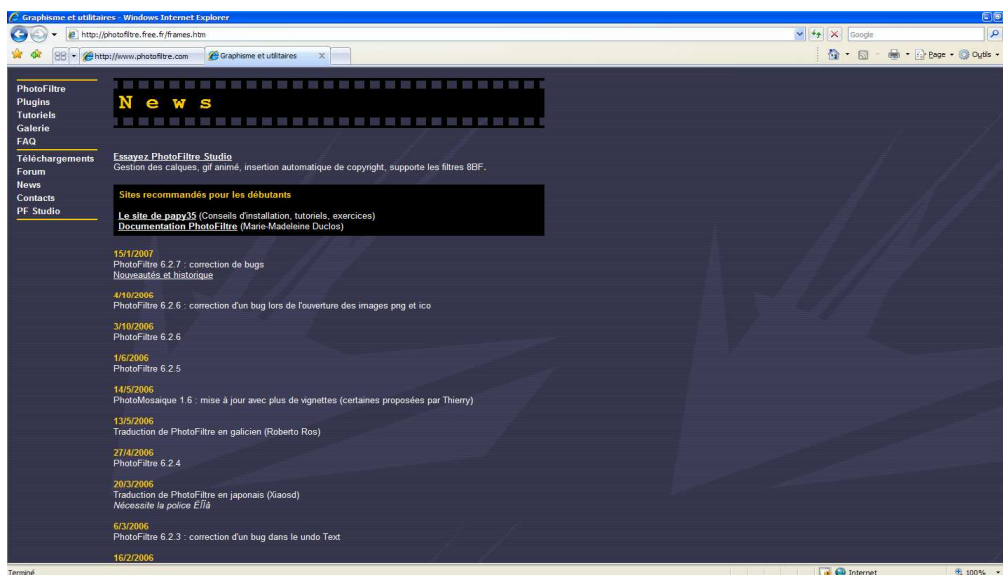 Graphisme et utilitaires - Windows Internet Explorer
http://photofiltre.free.fr/frames.htm
Google
http://www.photofiltre.com
Graphisme et utilitaires
Page
Outils
PhotoFiltre
Plugins
Tutoriels
Galerie
FAQ
Téléchargements
Forum
News
Contacts
PF Studio
News
Essayez PhotoFiltre Studio
Gestion des calques, gif animé, insertion automatique de copyright, supporte les filtres 8BF.
Sites recommandés pour les débutants
Le site de papy35 (Conseils d'installation, tutoriels, exercices)
Documentation PhotoFiltre (Marie-Madeleine Duclos)
15/1/2007
PhotoFiltre 6.2.7 : correction de bugs
Nouveautés et historique
4/10/2006
PhotoFiltre 6.2.6 : correction d'un bug lors de l'ouverture des images png et ico
3/10/2006
PhotoFiltre 6.2.6
1/6/2006
PhotoFiltre 6.2.5
14/5/2006
PhotoMosaique 1.6 : mise à jour avec plus de vignettes (certaines proposées par Thierry)
13/5/2006
Traduction de PhotoFiltre en galicien (Roberto Ros)
27/4/2006
PhotoFiltre 6.2.4
20/3/2006
Traduction de PhotoFiltre en japonais (Xiaosd)
Nécessite la police
6/3/2006
PhotoFiltre 6.2.3 : correction d'un bug dans le undo Text
16/2/2006
Terminé
Internet
100%